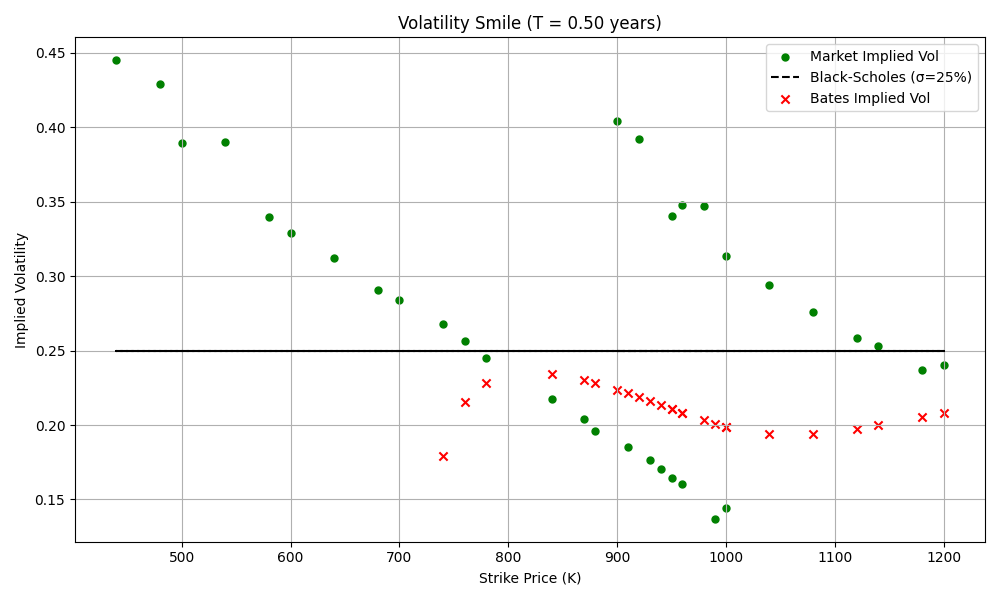 Volatility Smile (T = 0.50 years)
Market Implied Vol
Black-Scholes (σ=25%)
Bates Implied Vol
Implied Volatility
0.45
0.40
0.35
0.30
0.25
0.20
0.15
500 600 700 800 900 1000 1100 1200
Strike Price (K)